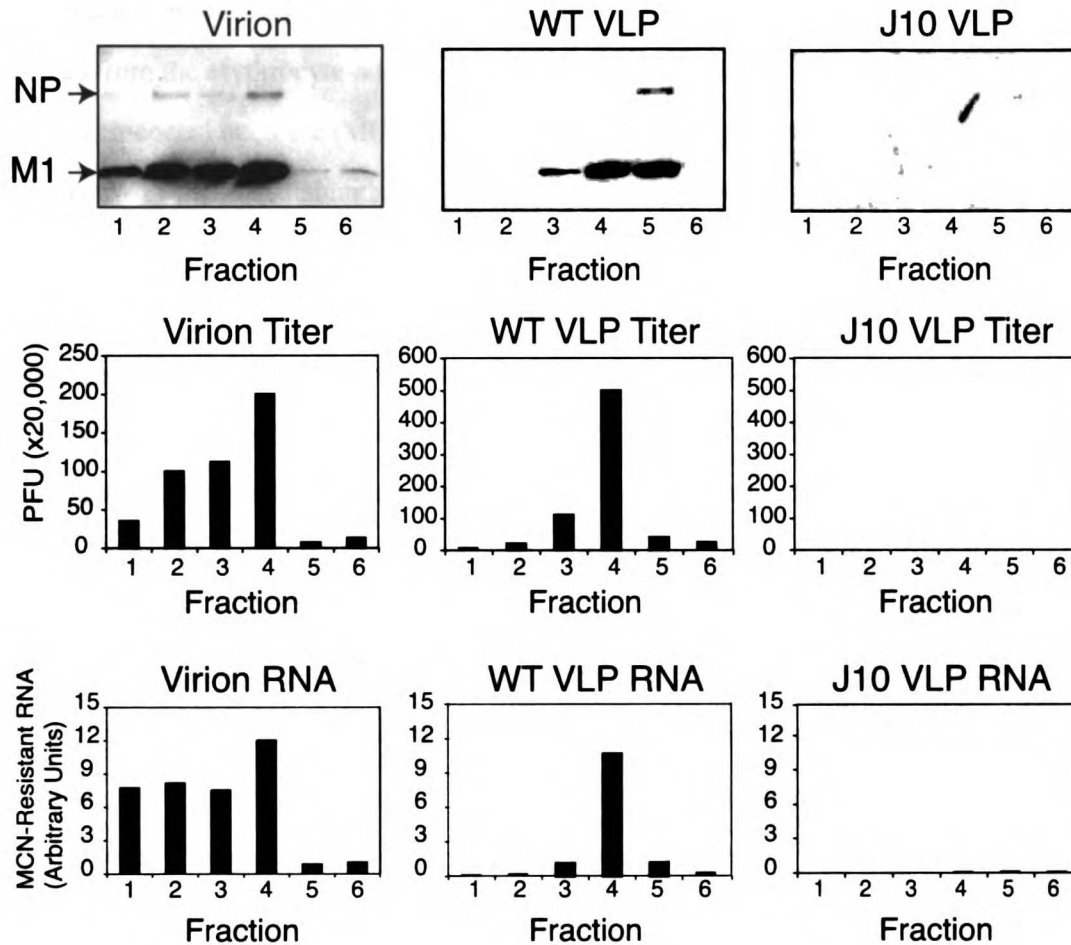 Virion WT VLP J10 VLP
NP
M1
1 2 3 4 5 6 1 2 3 4 5 6 1 2 3 4 5 6
Fraction Fraction Fraction
Virion Titer WT VLP Titer J10 VLP Titer
PFU (x20,000)
250 200 150 100 50 0
600 500 400 300 200 100 0
600 500 400 300 200 100 0
1 2 3 4 5 6 1 2 3 4 5 6 1 2 3 4 5 6
Fraction Fraction Fraction
Virion RNA WT VLP RNA J10 VLP RNA
MCN-Resistant RNA
(Arbitrary Units)
15 12 9 6 3 0
15 12 9 6 3 0
15 12 9 6 3 0
1 2 3 4 5 6 1 2 3 4 5 6 1 2 3 4 5 6
Fraction Fraction Fraction